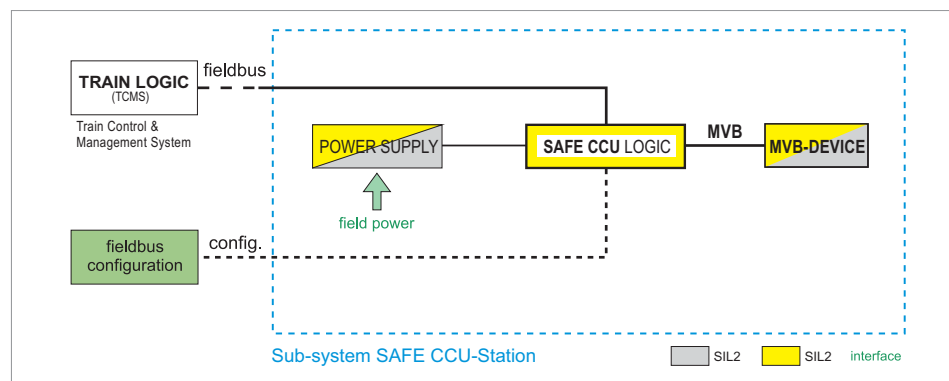 TRAIN LOGIC
(TCMS)
Train Control &
Management System
fieldbus
POWER SUPPLY
field power
SAFE CCU LOGIC
MVB
MVB-DEVICE
fieldbus
configuration
config.
Sub-system SAFE CCU-Station
SIL2
SIL2
interface